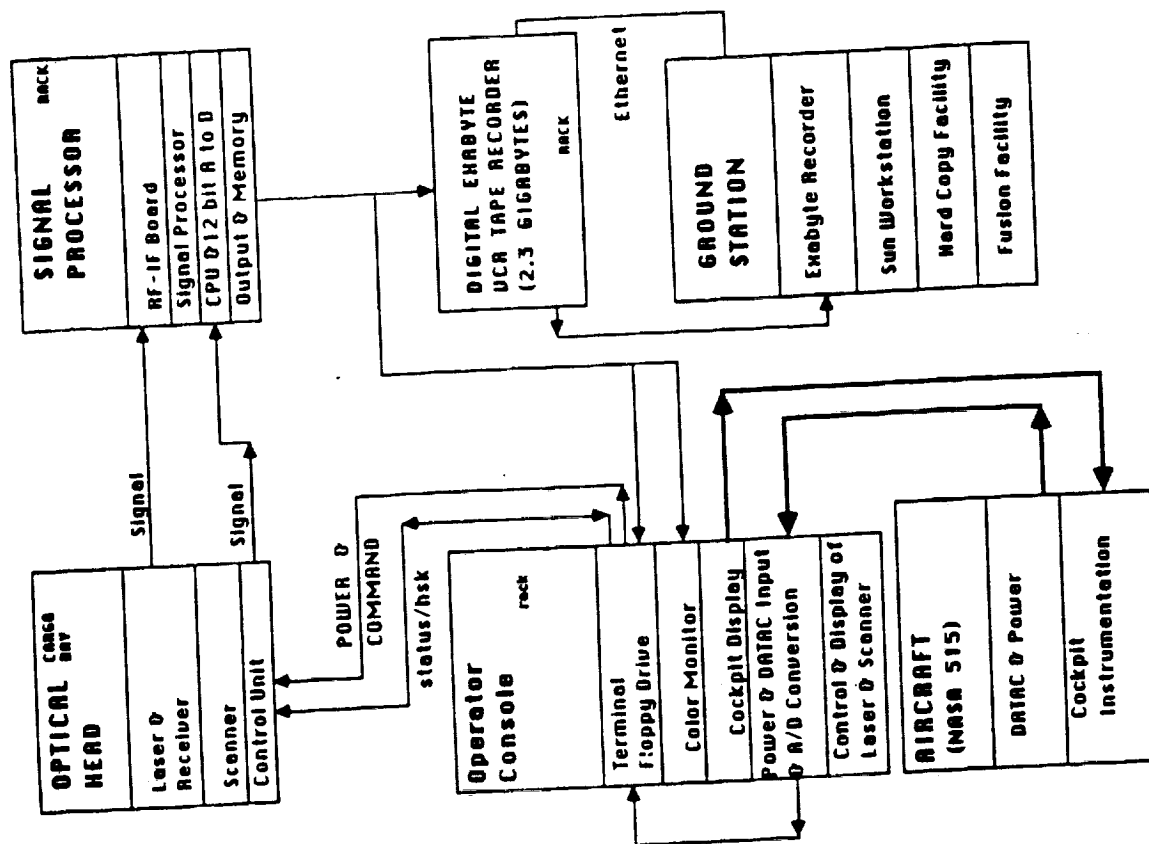 OPTICAL CARGO
HEAD BAY
Laser &
Receiver
Scanner
Control Unit
Signal
Signal
SIGNAL RACK
PROCESSOR
RF-IF Board
Signal Processor
CPU & 12 bit A to D
Output & Memory
POWER &
COMMAND
status/hsk
Operator
Console rack
Terminal
Floppy Drive
Color Monitor
Cockpit Display
Power & DATAC Input
& A/D Conversion
Control & Display of
Laser & Scanner
DIGITAL EXABYTE
VCR TAPE RECORDER
(2.3 GIGABYTES)
RACK
Ethernet
GROUND
STATION
Exabyte Recorder
Sun Workstation
Hard Copy Facility
Fusion Facility
AIRCRAFT
(NASA 515)
DATAC & Power
Cockpit
Instrumentation